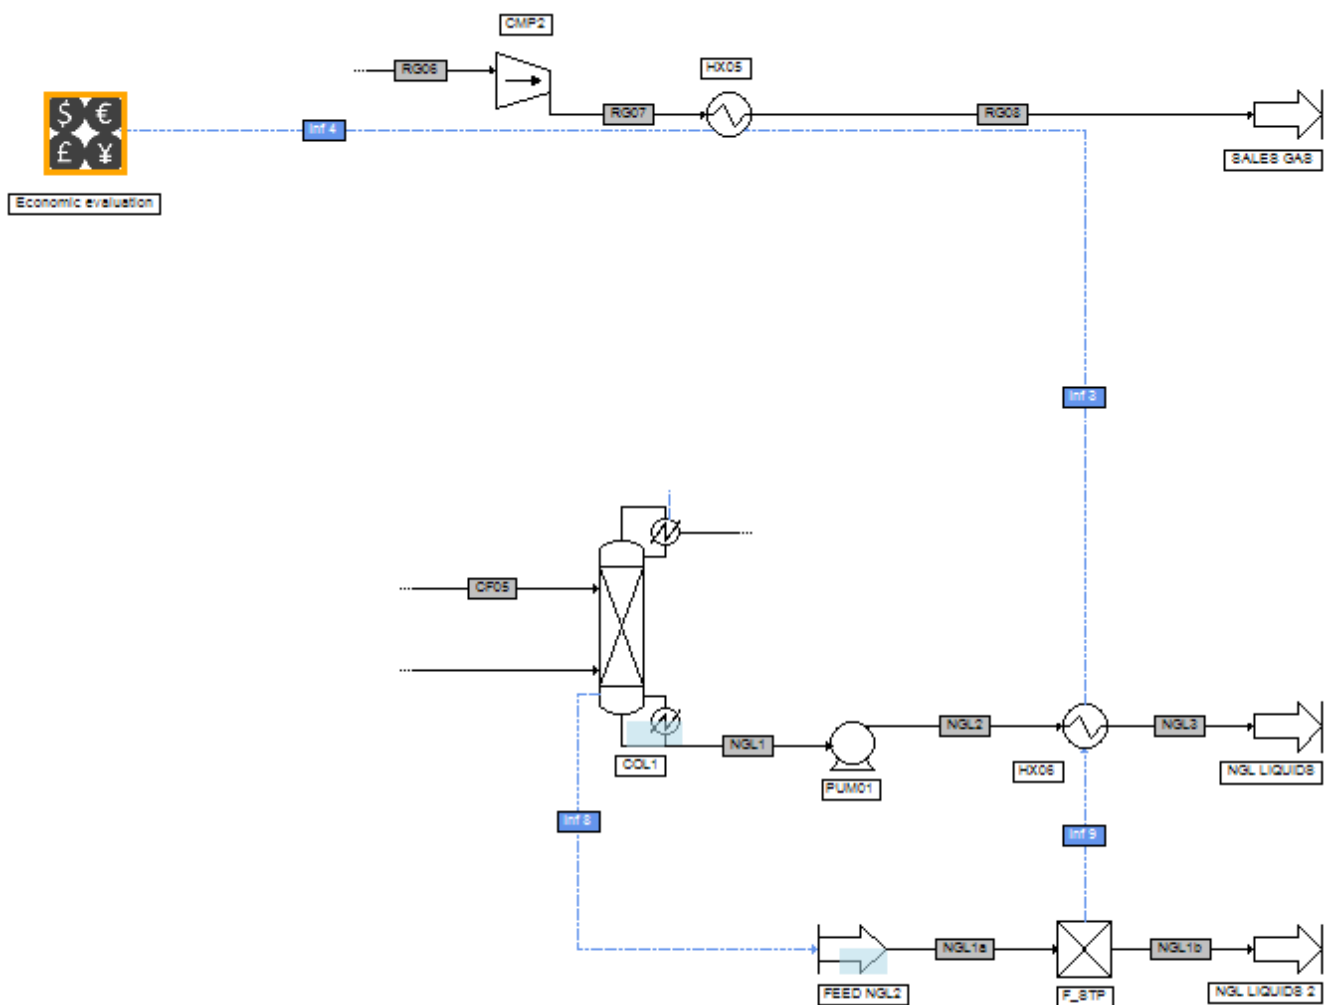 CMP2
RG06
HX05
$ €
£ ¥
Inf 4
RG07
RG08
SALES GAS
Economic evaluation
Inf 3
CF05
COL1
NGL1
PUM01
NGL2
HX06
NGL3
NGL LIQUIDS
Inf 8
Inf 9
FEED NGL2
NGL1a
F_STP
NGL1b
NGL LIQUIDS 2